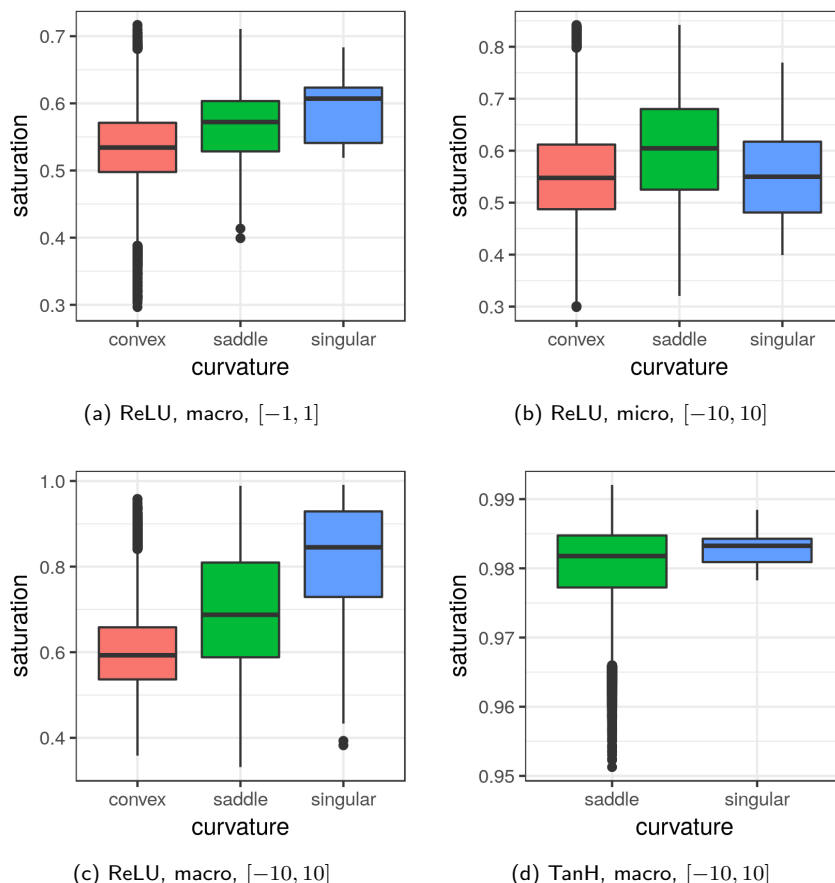 saturation
0.7
0.6
0.5
0.4
0.3
convex saddle singular
curvature
(a) ReLU, macro, [−1, 1]
saturation
0.8
0.7
0.6
0.5
0.4
0.3
convex saddle singular
curvature
(b) ReLU, micro, [−10, 10]
saturation
1.0
0.8
0.6
0.4
convex saddle singular
curvature
(c) ReLU, macro, [−10, 10]
saturation
0.99
0.98
0.97
0.96
0.95
saddle singular
curvature
(d) TanH, macro, [−10, 10]